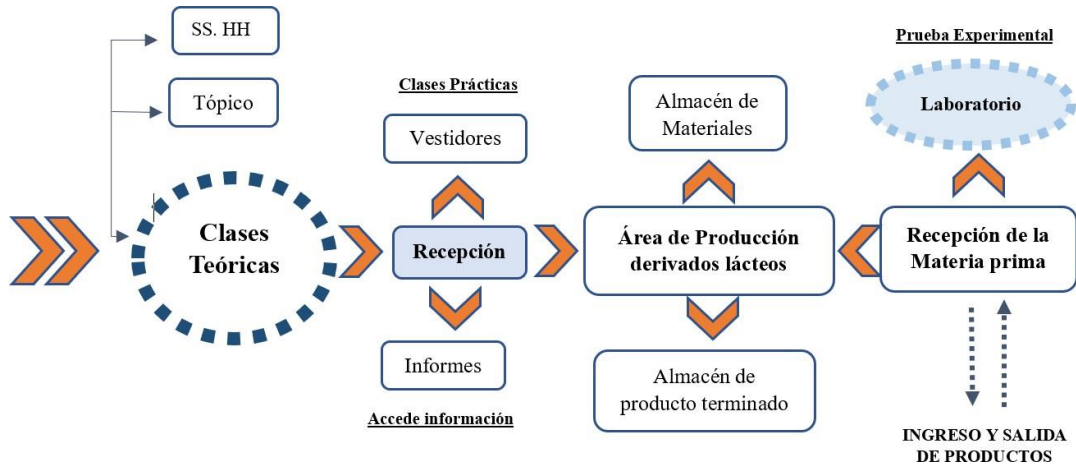 SS. HH
Tópico
Clases
Teóricas
Clases Prácticas
Vestidores
Recepción
Informes
Accede información
Almacén de
Materiales
Área de Producción
derivados lácteos
Almacén de
producto terminado
Prueba Experimental
Laboratorio
Recepción de la
Materia prima
INGRESO Y SALIDA
DE PRODUCTOS